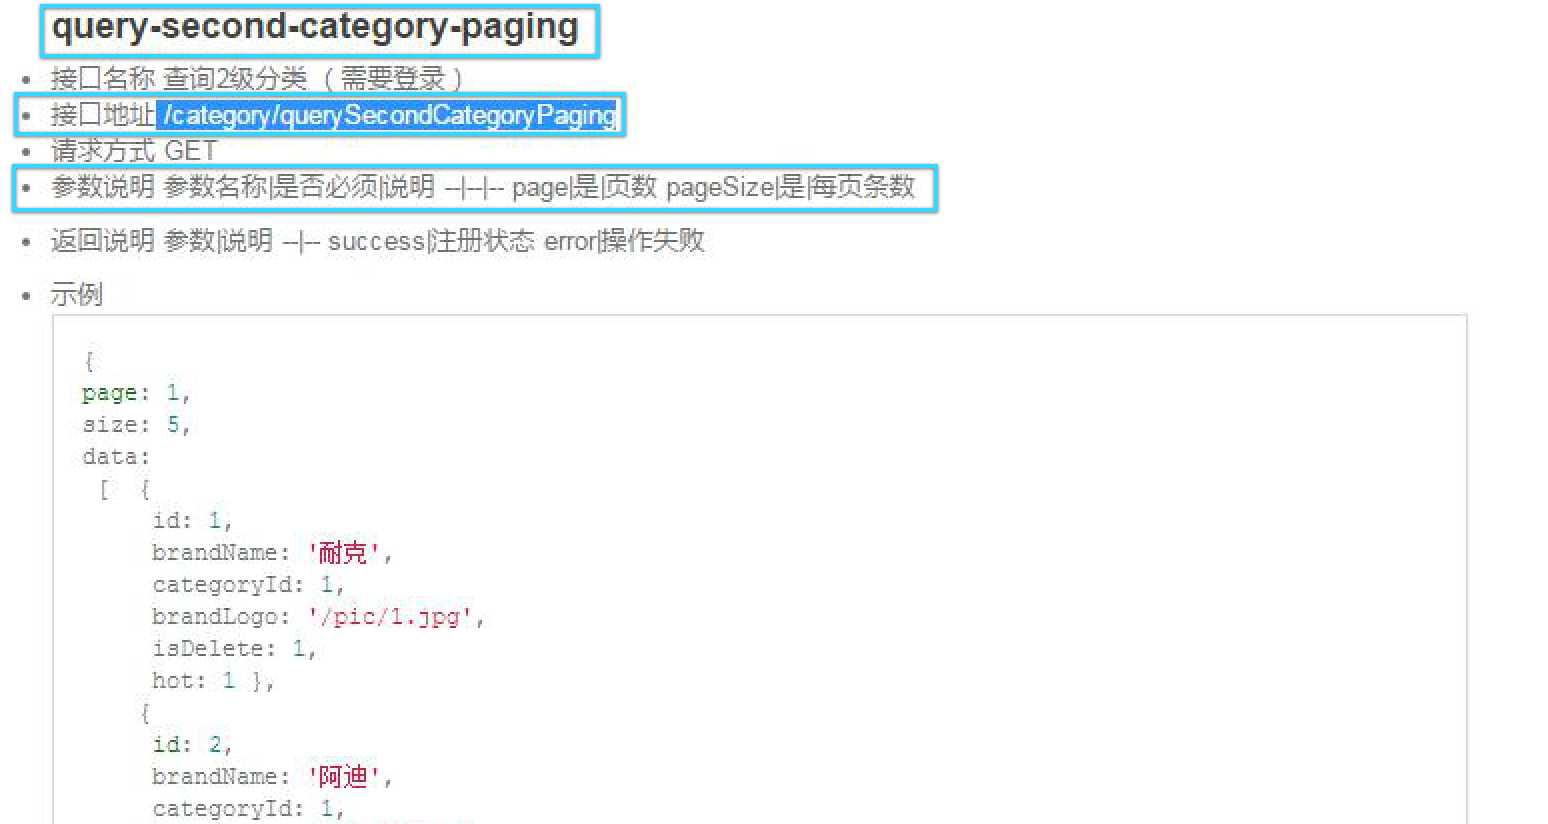 query-second-category-paging
接口名称 查询2级分类 （需要登录）
接口地址 /category/querySecondCategoryPaging
请求方式 GET
参数说明 参数名称|是否必须|说明 --|--|-- page|是|页数 pageSize|是|每页条数
返回说明 参数|说明 --|-- success|注册状态 error|操作失败
示例
{
page: 1,
size: 5,
data:
[ {
id: 1,
brandName: '耐克',
categoryId: 1,
brandLogo: '/pic/1.jpg',
isDelete: 1,
hot: 1 },
{
id: 2,
brandName: '阿迪',
categoryId: 1,